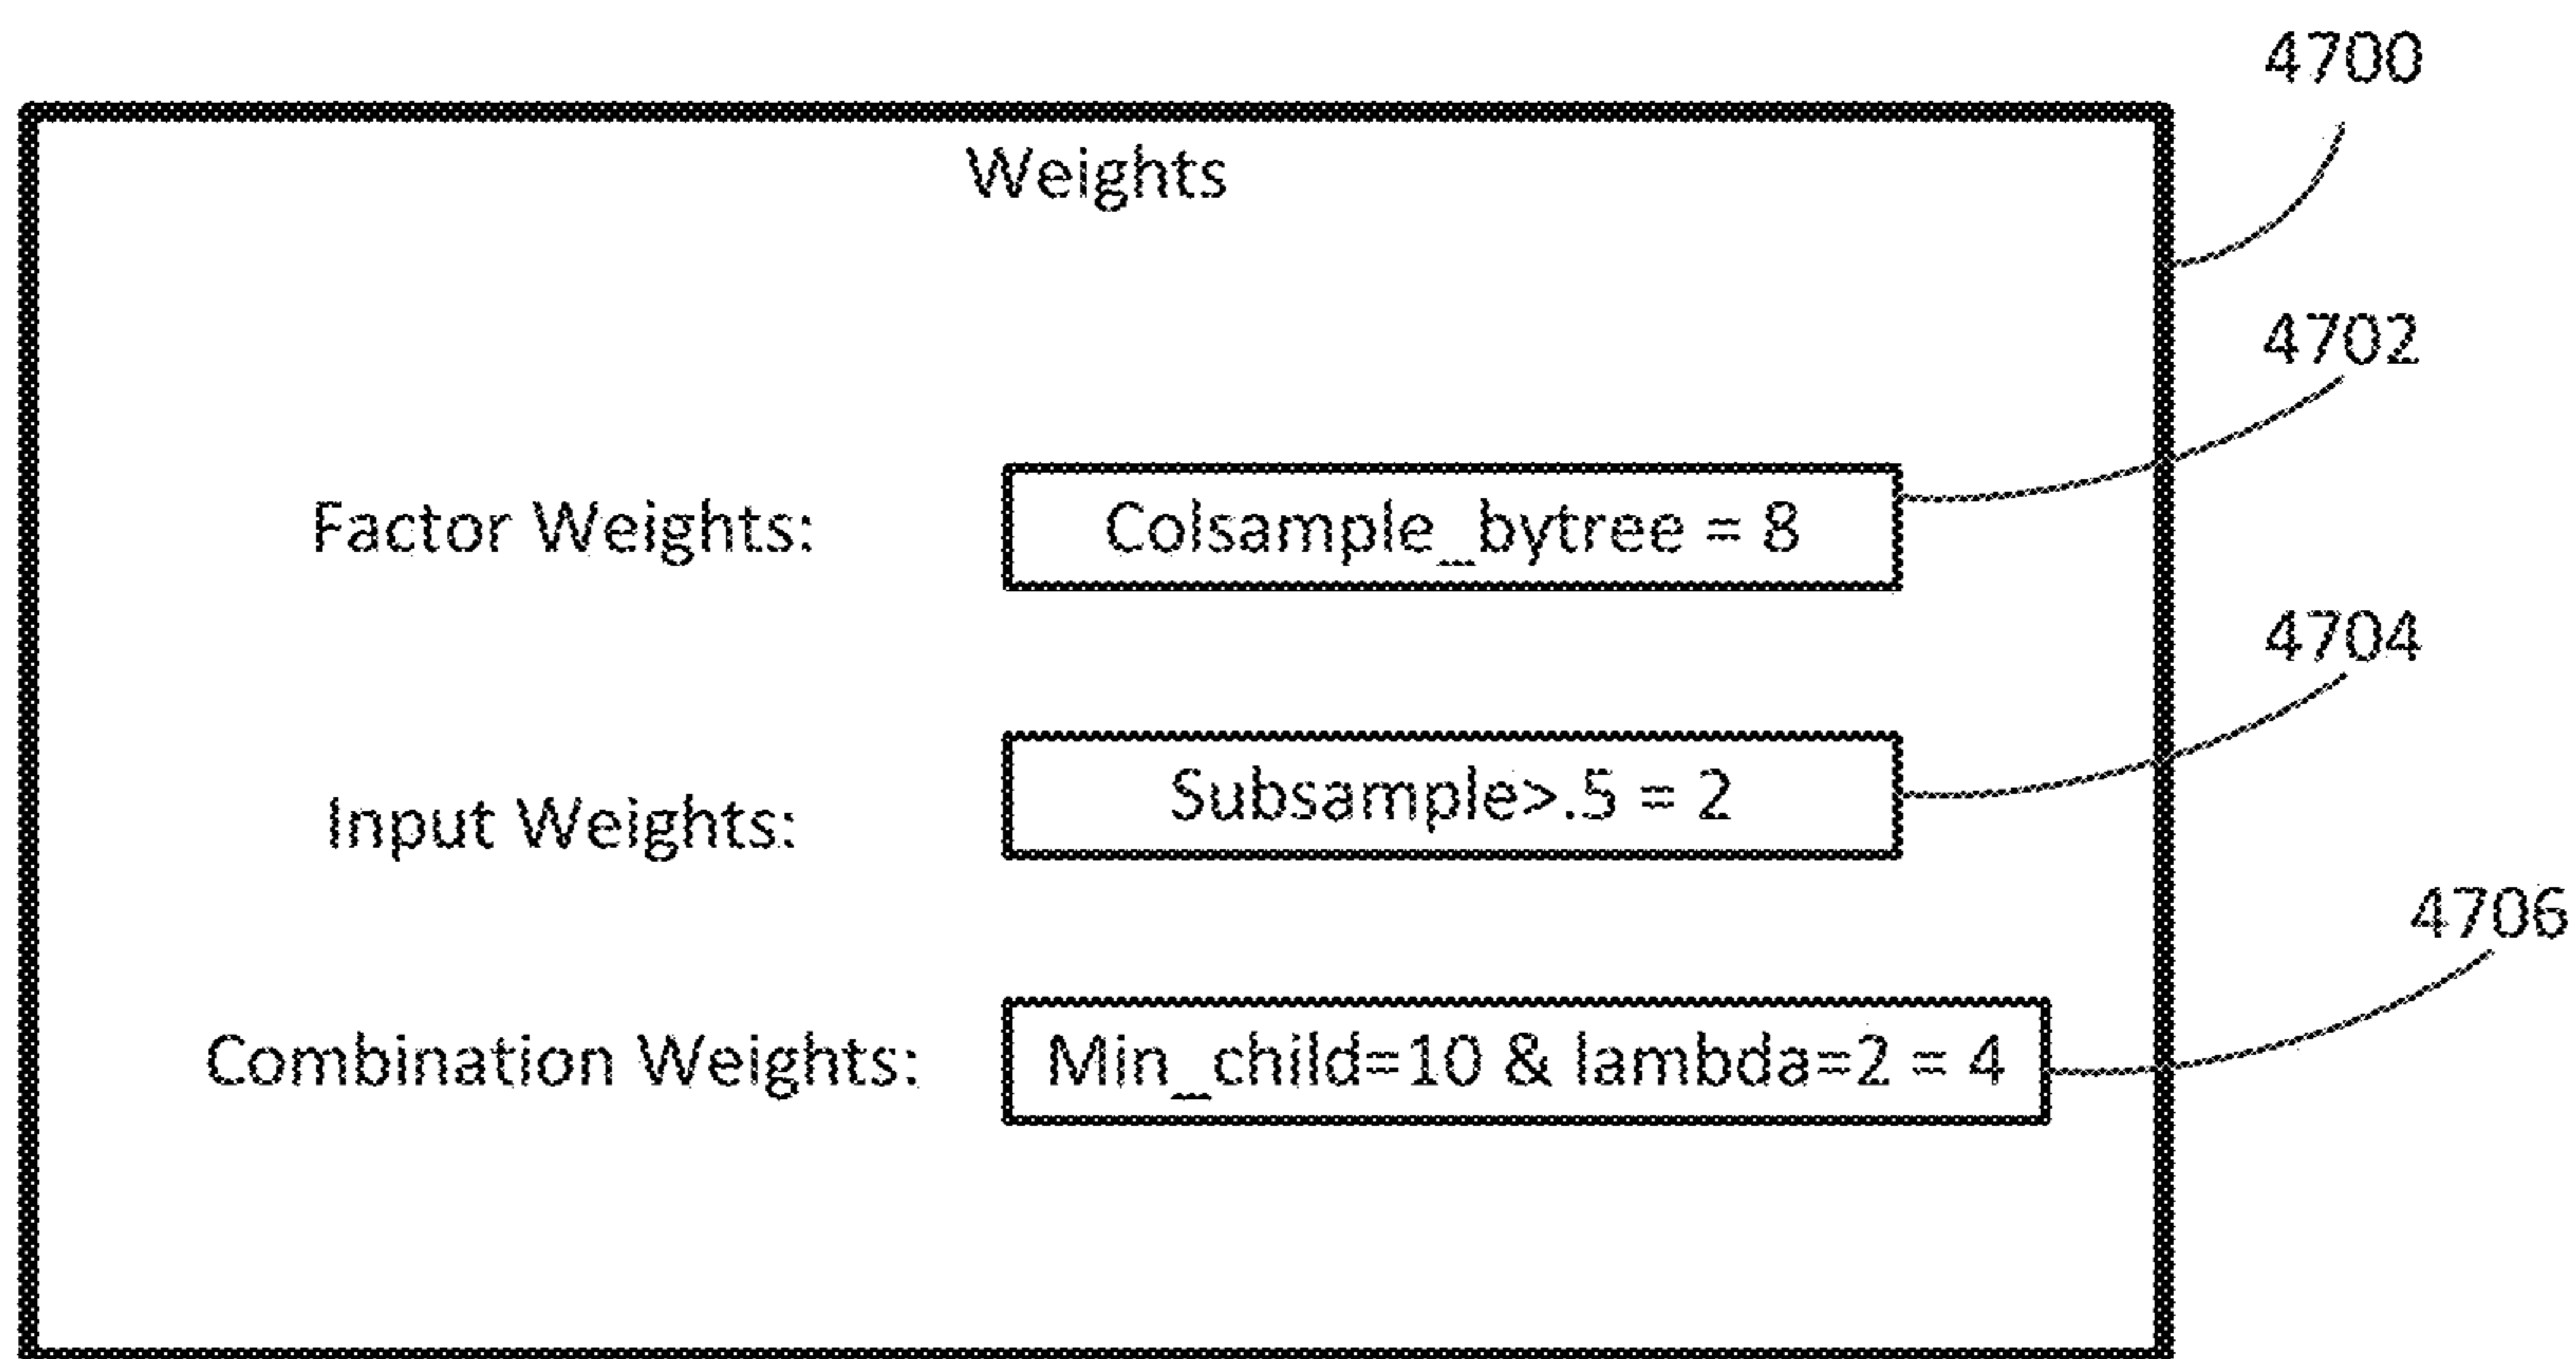 4700
Weights
4702
Factor Weights: Colsample_bytree = 8
4704
Input Weights: Subsample>.5 = 2
4706
Combination Weights: Min_child=10 & lambda=2 = 4